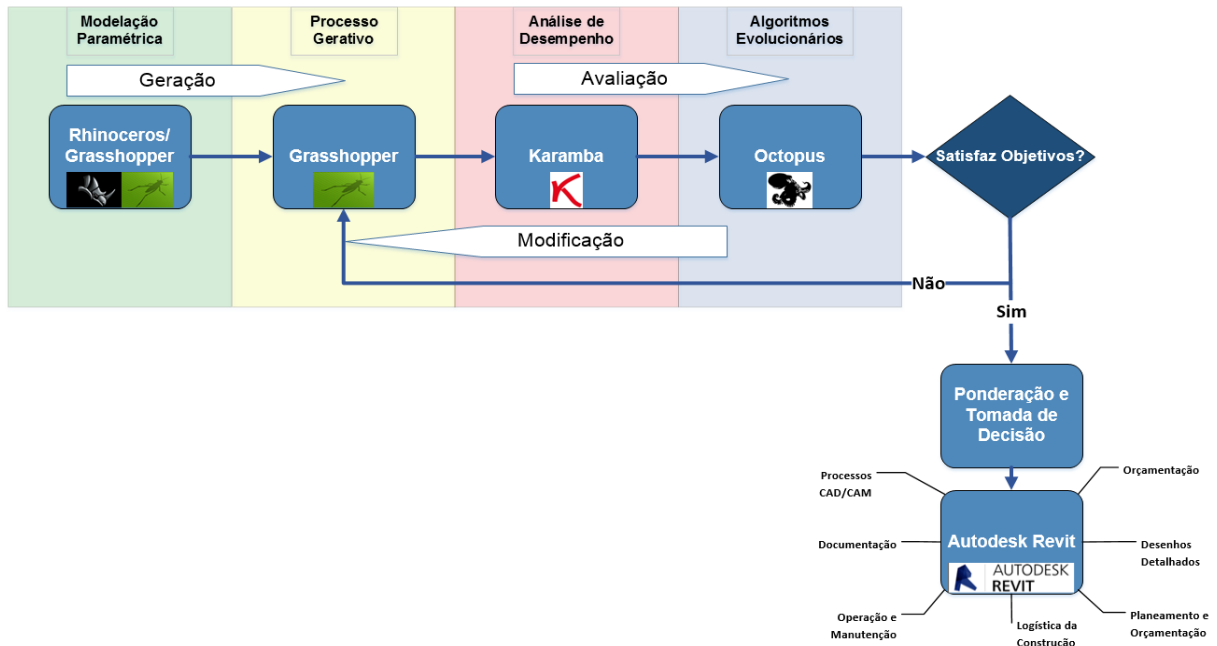 Modelação
Paramétrica
Processo
Gerativo
Análise de
Desempenho
Algoritmos
Evolucionários
Geração
Avaliação
Rhinoceros/
Grasshopper
Grasshopper
Karamba
Octopus
Satisfaz Objetivos?
Modificação
Não
Sim
Ponderação e
Tomada de
Decisão
Processos
CAD/CAM
Orçamentação
Documentação
Autodesk Revit
Desenhos
Detalhados
AUTODESK
REVIT
Operação e
Manutenção
Logística da
Construção
Planeamento e
Orçamentação